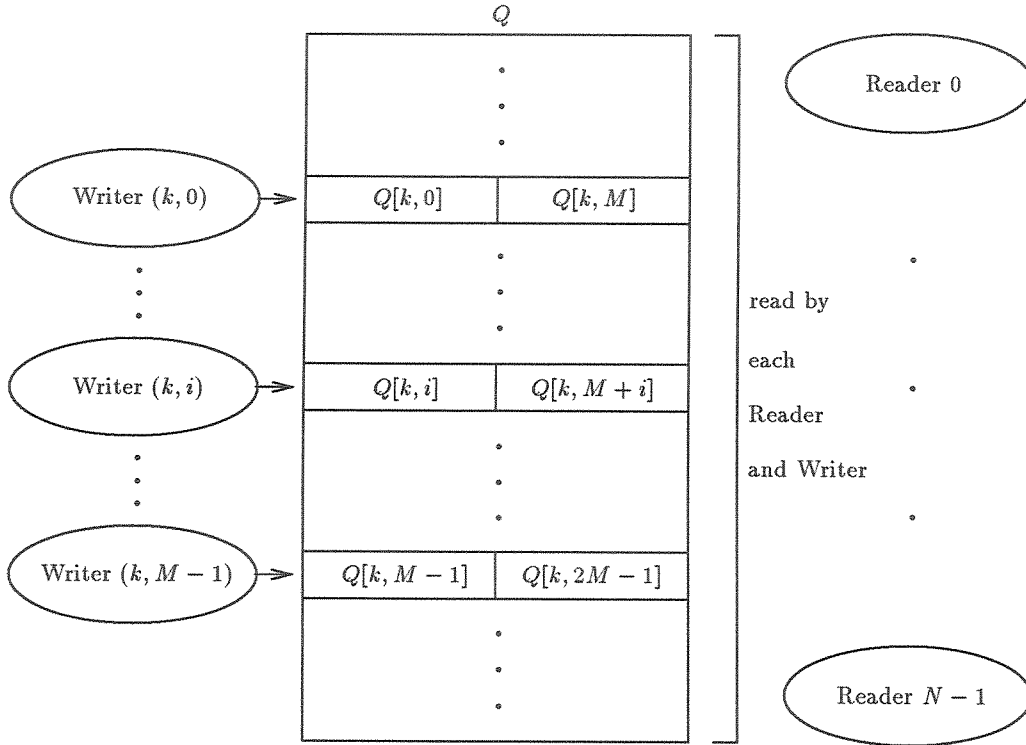 Q
Reader 0
Writer (k, 0)
Q[k, 0]
Q[k, M]
read by
each
Reader
and Writer
Writer (k, i)
Q[k, i]
Q[k, M + i]
Writer (k, M − 1)
Q[k, M − 1]
Q[k, 2M − 1]
Reader N − 1